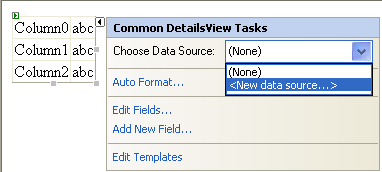 Column0 abc
Column1 abc
Column2 abc
Common DetailsView Tasks
Choose Data Source: (None)
(None)
<New data source...>
Auto Format...
Edit Fields...
Add New Field...
Edit Templates